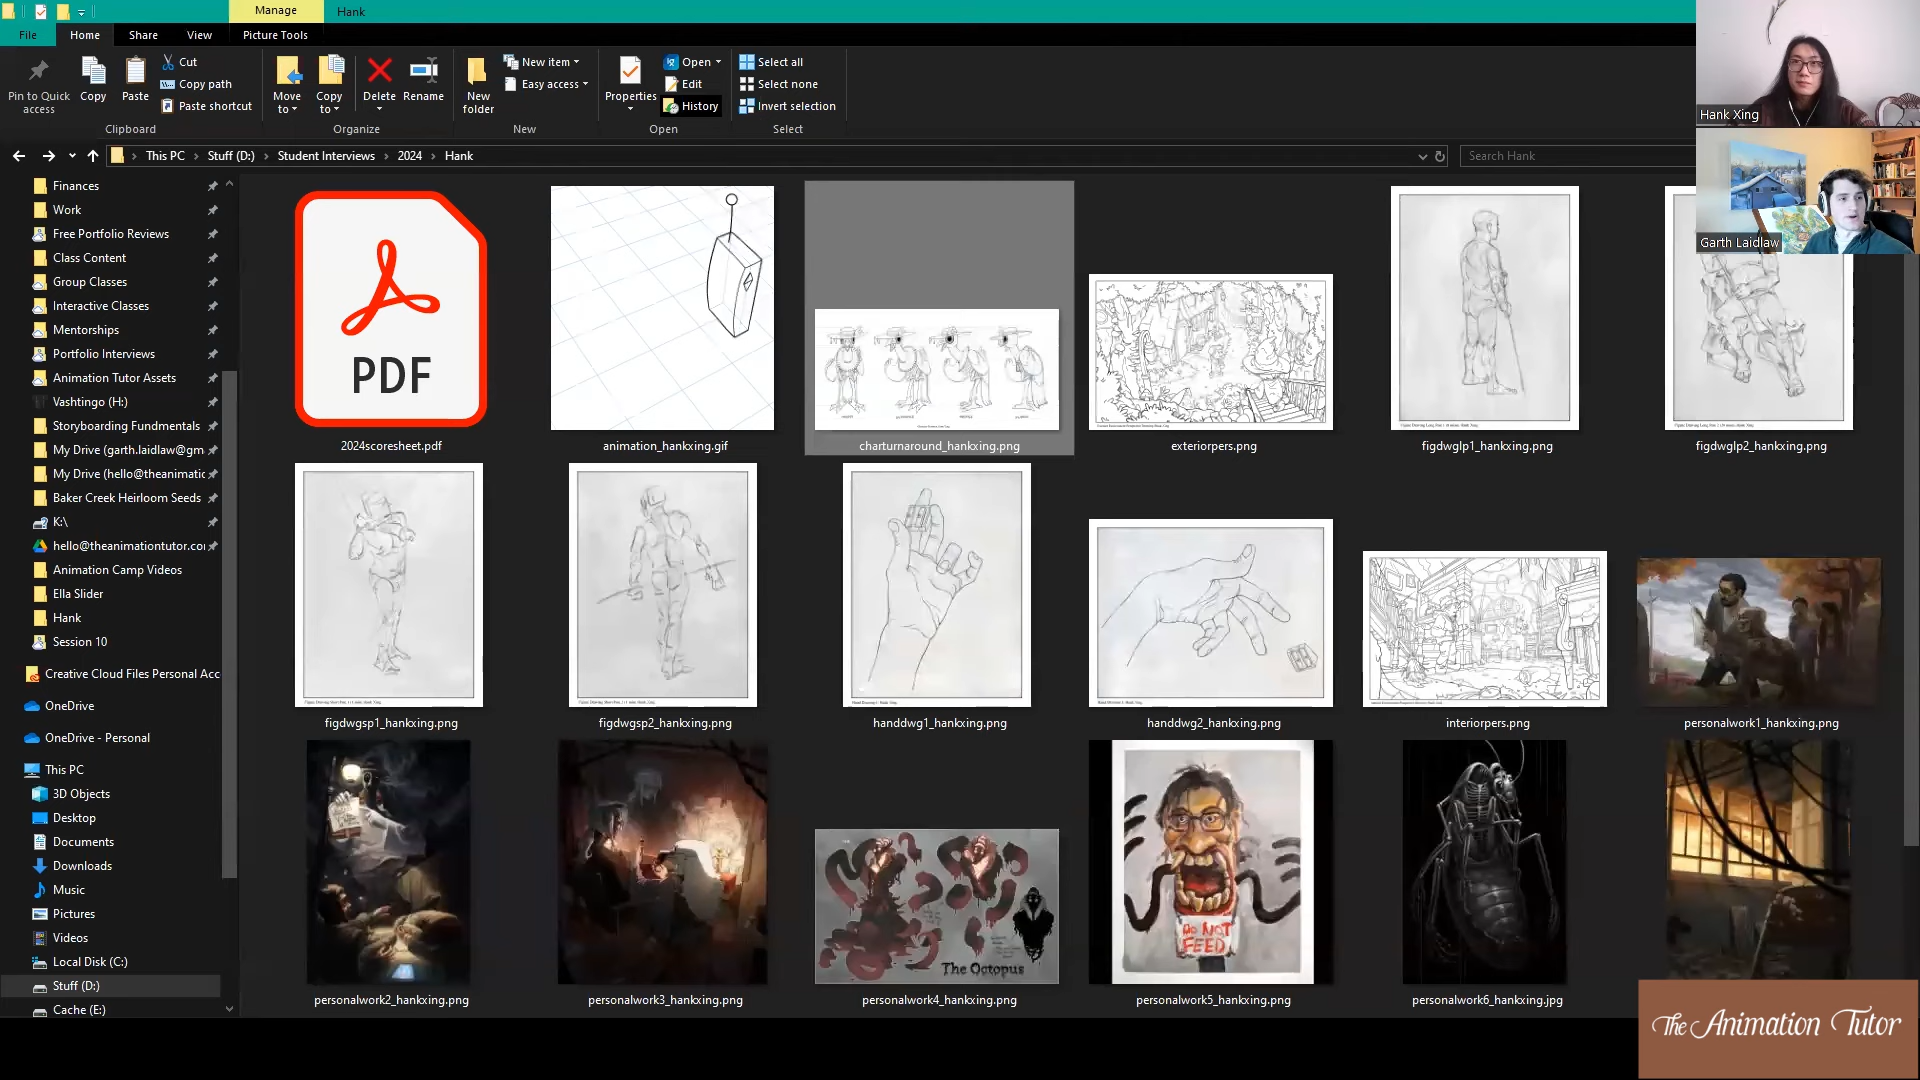 Manage
Hank
File
Home
Share
View
Picture Tools
Pin to Quick access
Copy
Paste
Cut
Copy path
Paste shortcut
Move to
Copy to
Delete
Rename
New folder
New item
Easy access
Properties
Open
Edit
History
Select all
Select none
Invert selection
Clipboard
Organize
New
Open
Select
Hank Xing
This PC
Stuff (D:)
Student Interviews
2024
Hank
Search Hank
Garth Laidlaw
Finances
Work
Free Portfolio Reviews
Class Content
Group Classes
Interactive Classes
Mentorships
Portfolio Interviews
Animation Tutor Assets
Vashtingo (H:)
Storyboarding Fundmentals
My Drive (garth.laidlaw@gm
My Drive (hello@theanimatic
Baker Creek Heirloom Seeds
K:\
hello@theanimationtutor.co
Animation Camp Videos
Ella Slider
Hank
Session 10
Creative Cloud Files Personal Acc
OneDrive
OneDrive - Personal
This PC
3D Objects
Desktop
Documents
Downloads
Music
Pictures
Videos
Local Disk (C:)
Stuff (D:)
Cache (E:)
PDF
2024scoresheet.pdf
animation_hankxing.gif
charturnaround_hankxing.png
exteriorpers.png
figdwglp1_hankxing.png
figdwglp2_hankxing.png
figdwgsp1_hankxing.png
figdwgsp2_hankxing.png
handdwg1_hankxing.png
handdwg2_hankxing.png
interiorpers.png
personalwork1_hankxing.png
The Octopus
DO NOT
FEED
personalwork2_hankxing.png
personalwork3_hankxing.png
personalwork4_hankxing.png
personalwork5_hankxing.png
personalwork6_hankxing.jpg
The Animation Tutor